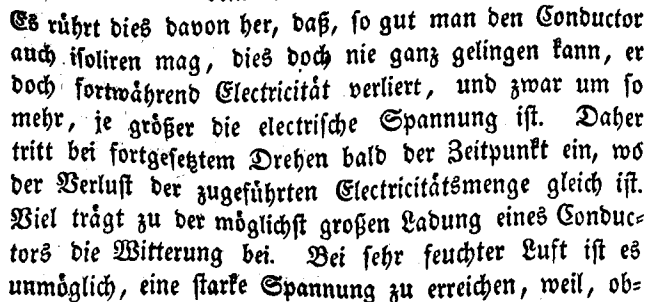 Es rührt dies davon her, daß, so gut man den Conductor
auch isoliren mag, dies doch nie ganz gelingen kann, er
doch fortwährend Electricität verliert, und zwar um so
mehr, je größer die electrische Spannung ist. Daher
tritt bei fortgesetztem Drehen bald der Zeitpunkt ein, wo
der Verlust der zugeführten Electricitätsmenge gleich ist.
Viel trägt zu der möglichst großen Ladung eines Conduc-
tors die Witterung bei. Bei sehr feuchter Luft ist es
unmöglich, eine starke Spannung zu erreichen, weil, ob-